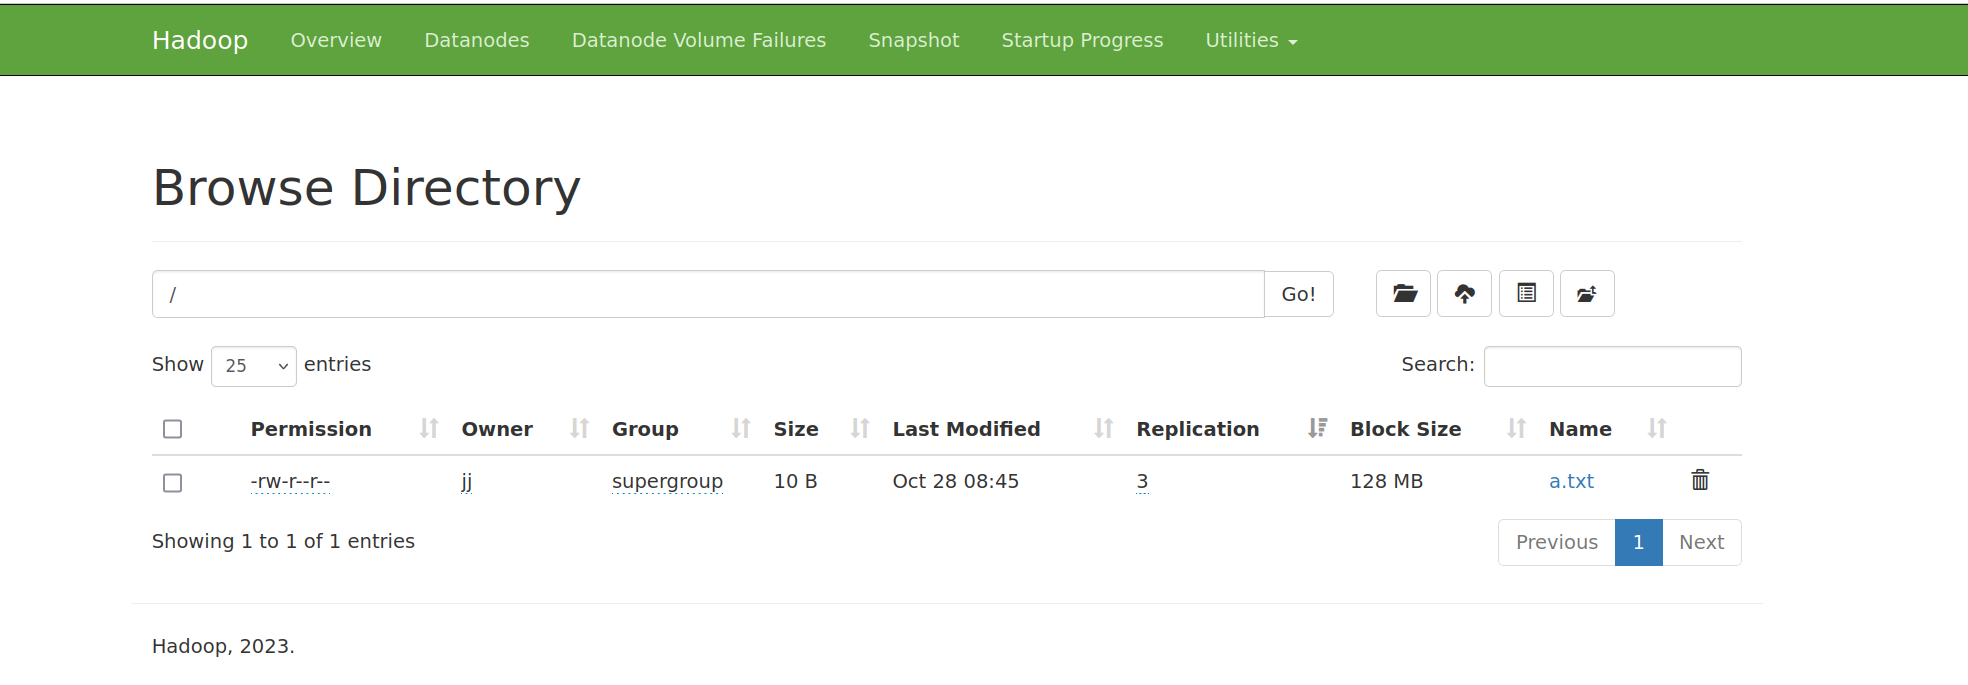 Hadoop Overview Datanodes Datanode Volume Failures Snapshot Startup Progress Utilities
Browse Directory
/ Go!
Show 25 entries Search:
Permission Owner Group Size Last Modified Replication Block Size Name
-rw-r--r-- jj supergroup 10 B Oct 28 08:45 3 128 MB a.txt
Showing 1 to 1 of 1 entries Previous 1 Next
Hadoop, 2023.